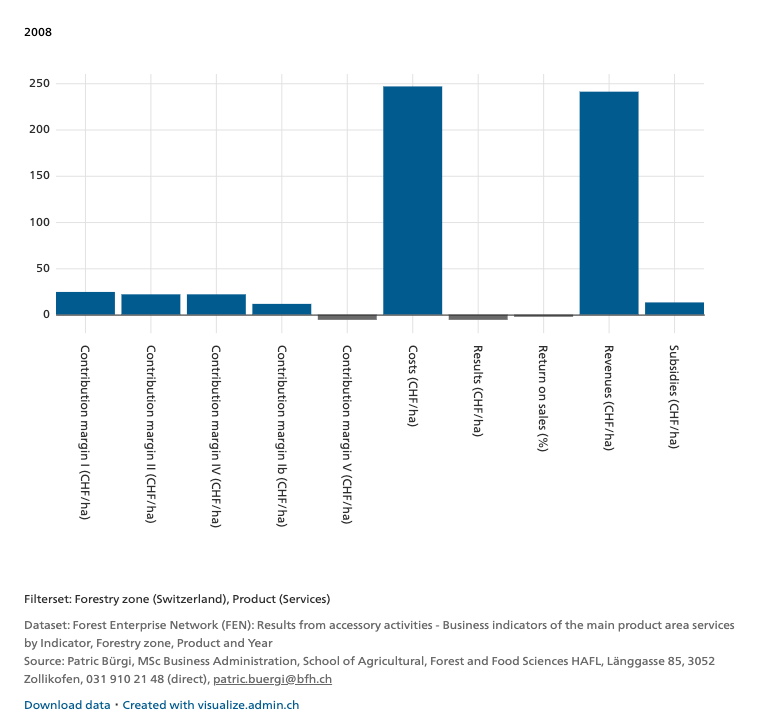 2008
250
200
150
100
50
0
Contribution margin I (CHF/ha)
Contribution margin II (CHF/ha)
Contribution margin IV (CHF/ha)
Contribution margin Ib (CHF/ha)
Contribution margin V (CHF/ha)
Costs (CHF/ha)
Results (CHF/ha)
Return on sales (%)
Revenues (CHF/ha)
Subsidies (CHF/ha)
Filterset: Forestry zone (Switzerland), Product (Services)
Dataset: Forest Enterprise Network (FEN): Results from accessory activities - Business indicators of the main product area services
by Indicator, Forestry zone, Product and Year
Source: Patric Bürgi, MSc Business Administration, School of Agricultural, Forest and Food Sciences HAFL, Länggasse 85, 3052
Zollikofen, 031 910 21 48 (direct), patric.buergi@bfh.ch
Download data • Created with visualize.admin.ch